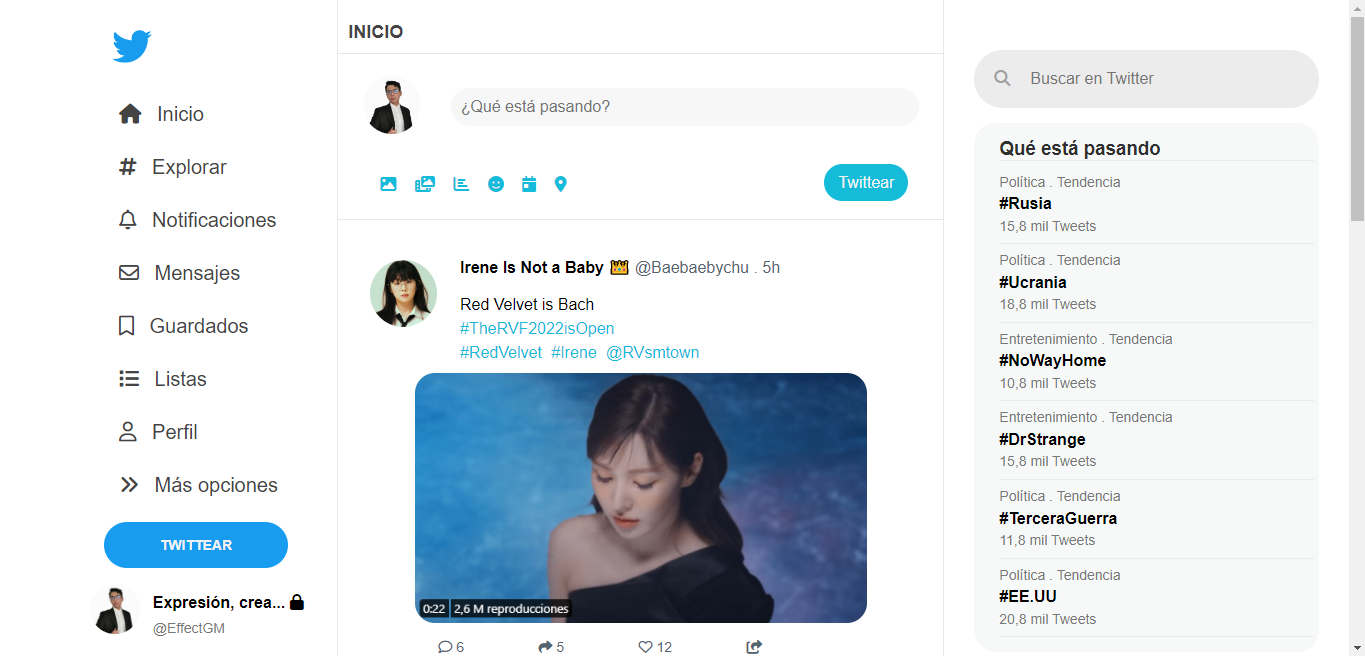 Inicio
Explorar
Notificaciones
Mensajes
Guardados
Listas
Perfil
Más opciones
TWITTEAR
Expresión, crea...
@EffectGM
INICIO
¿Qué está pasando?
Twittear
Irene Is Not a Baby @Baebaebychu . 5h
Red Velvet is Bach
#TheRVF2022isOpen
#RedVelvet #Irene @RVsmtown
0:22 2,6 M reproducciones
6 5 12
Buscar en Twitter
Qué está pasando
Política . Tendencia
#Rusia
15,8 mil Tweets
Política . Tendencia
#Ucrania
18,8 mil Tweets
Entretenimiento . Tendencia
#NoWayHome
10,8 mil Tweets
Entretenimiento . Tendencia
#DrStrange
15,8 mil Tweets
Política . Tendencia
#TerceraGuerra
11,8 mil Tweets
Política . Tendencia
#EE.UU
20,8 mil Tweets